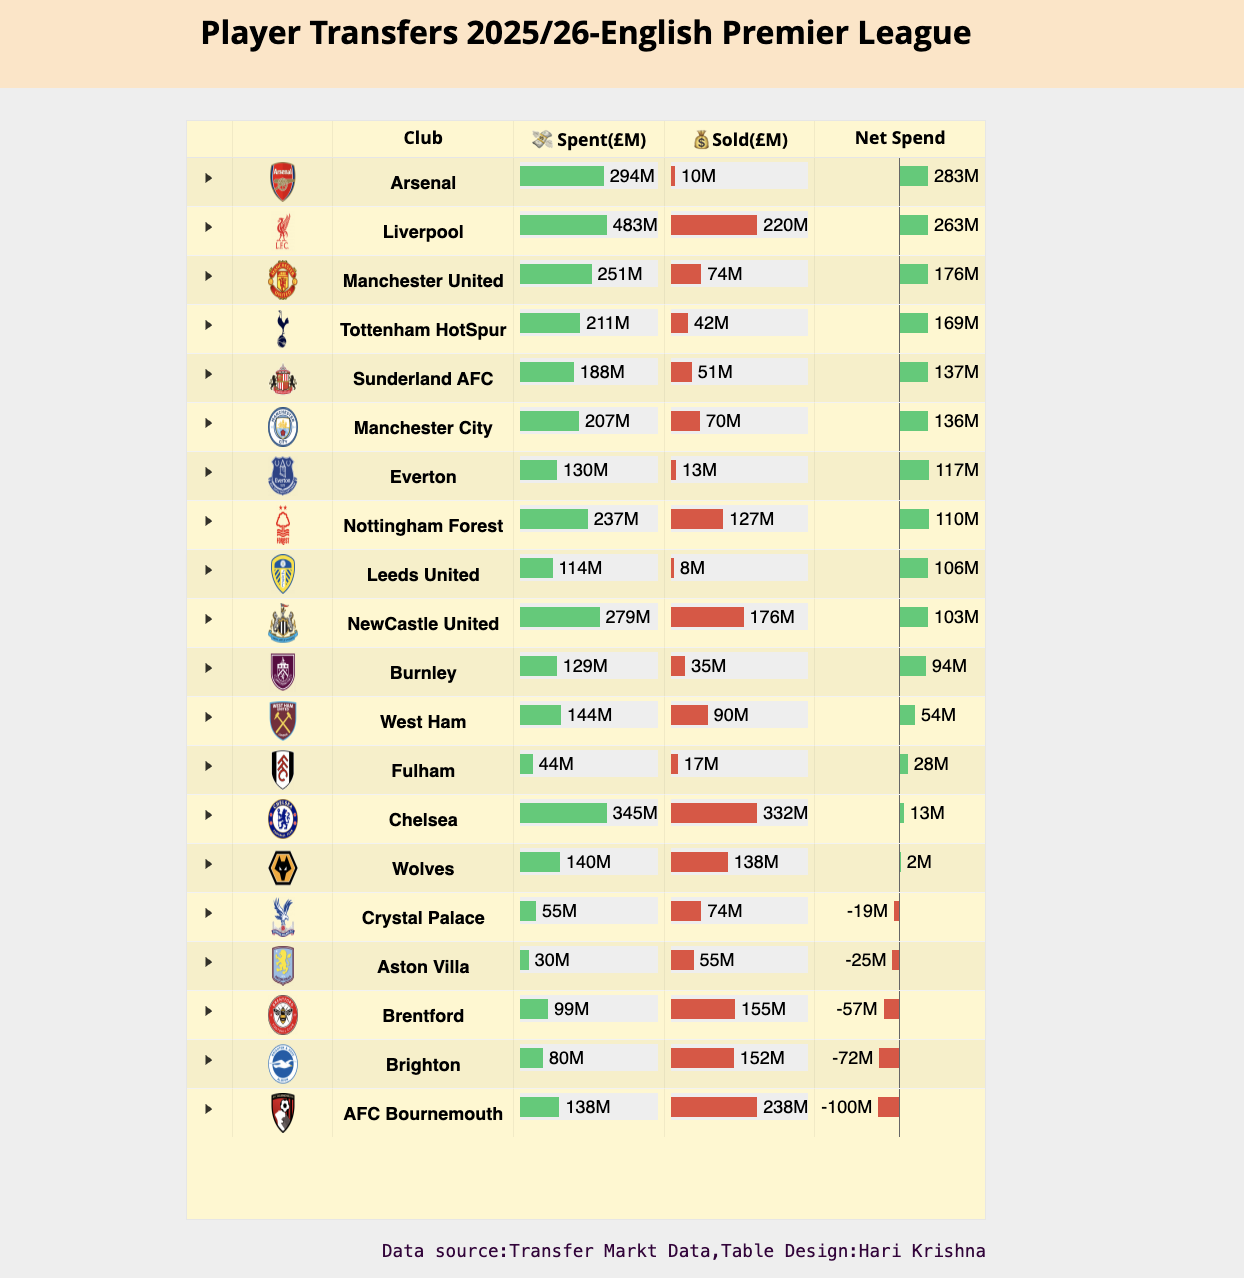 Player Transfers 2025/26-English Premier League
Club 💸 Spent(£M) 💰Sold(£M) Net Spend
Arsenal 294M 10M 283M
Liverpool 483M 220M 263M
Manchester United 251M 74M 176M
Tottenham HotSpur 211M 42M 169M
Sunderland AFC 188M 51M 137M
Manchester City 207M 70M 136M
Everton 130M 13M 117M
Nottingham Forest 237M 127M 110M
Leeds United 114M 8M 106M
NewCastle United 279M 176M 103M
Burnley 129M 35M 94M
West Ham 144M 90M 54M
Fulham 44M 17M 28M
Chelsea 345M 332M 13M
Wolves 140M 138M 2M
Crystal Palace 55M 74M -19M
Aston Villa 30M 55M -25M
Brentford 99M 155M -57M
Brighton 80M 152M -72M
AFC Bournemouth 138M 238M -100M
Data source:Transfer Markt Data,Table Design:Hari Krishna